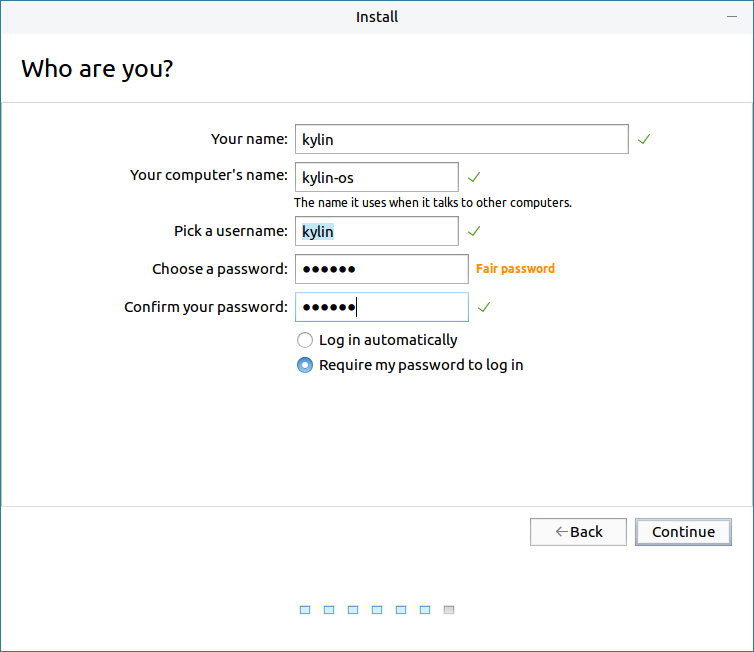 Install
Who are you?
Your name: kylin
Your computer's name: kylin-os
The name it uses when it talks to other computers.
Pick a username: kylin
Choose a password: ●●●●●● Fair password
Confirm your password: ●●●●●●
Log in automatically
Require my password to log in
←Back Continue